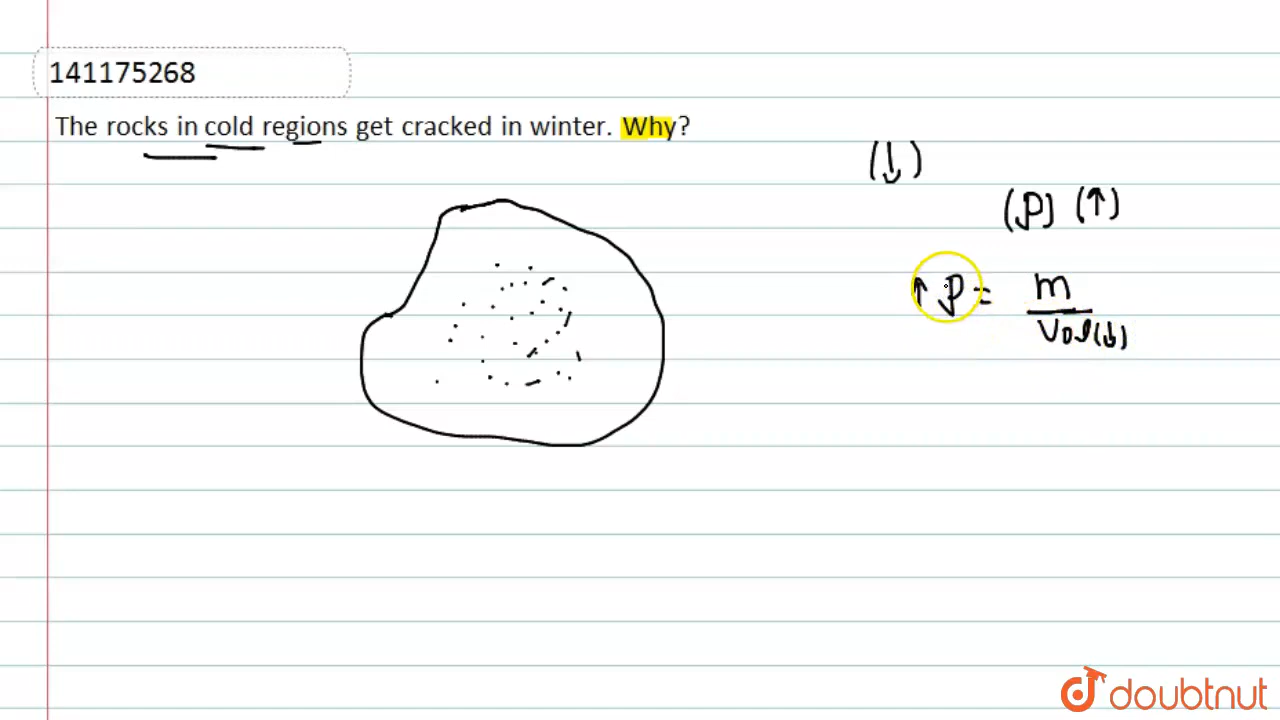 141175268
The rocks in cold regions get cracked in winter. Why?
(↓)
(ρ) (↑)
↑ ρ = m
Vol(↓)
doubtnut